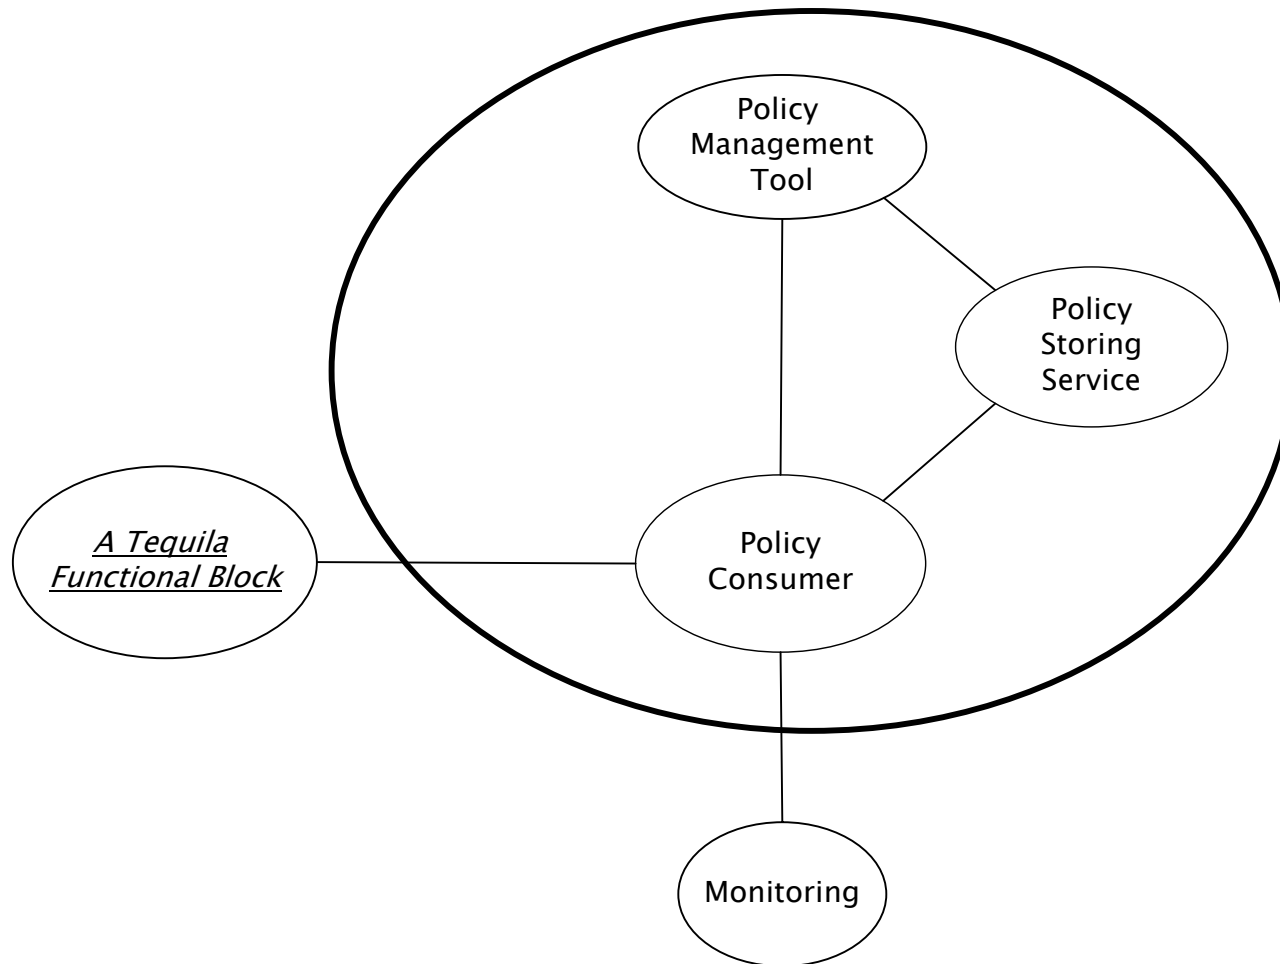 Policy
Management
Tool
Policy
Storing
Service
A Tequila
Functional Block
Policy
Consumer
Monitoring